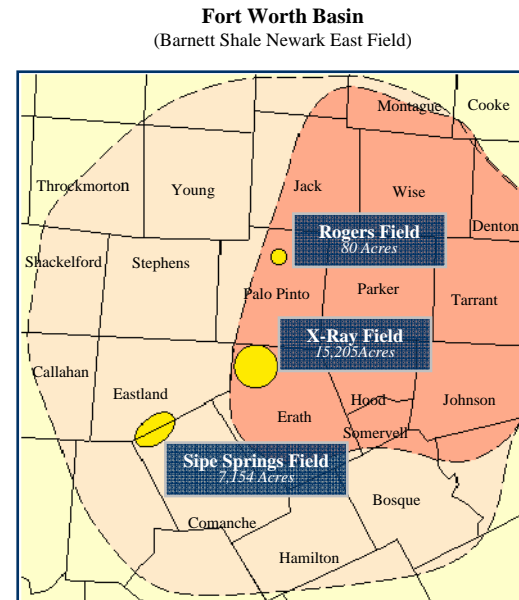 Fort Worth Basin
(Barnett Shale Newark East Field)
Montague
Cooke
Throckmorton
Young
Jack
Wise
Denton
Rogers Field
80 Acres
Shackelford
Stephens
Palo Pinto
Parker
Tarrant
X-Ray Field
15,205Acres
Callahan
Eastland
Hood
Johnson
Erath
Somervell
Sipe Springs Field
7,154 Acres
Bosque
Comanche
Hamilton